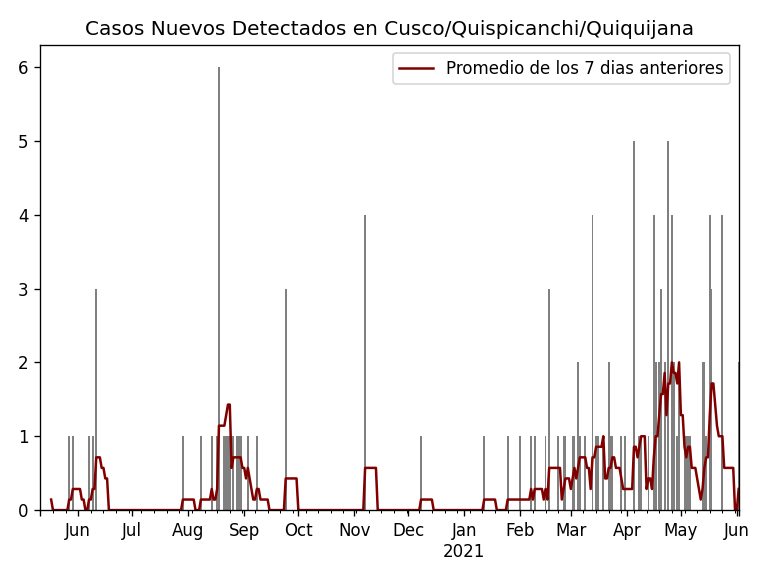 Casos Nuevos Detectados en Cusco/Quispicanchi/Quiquijana
Promedio de los 7 dias anteriores
6
5
4
3
2
1
0
Jun Jul Aug Sep Oct Nov Dec Jan Feb Mar Apr May Jun
2021